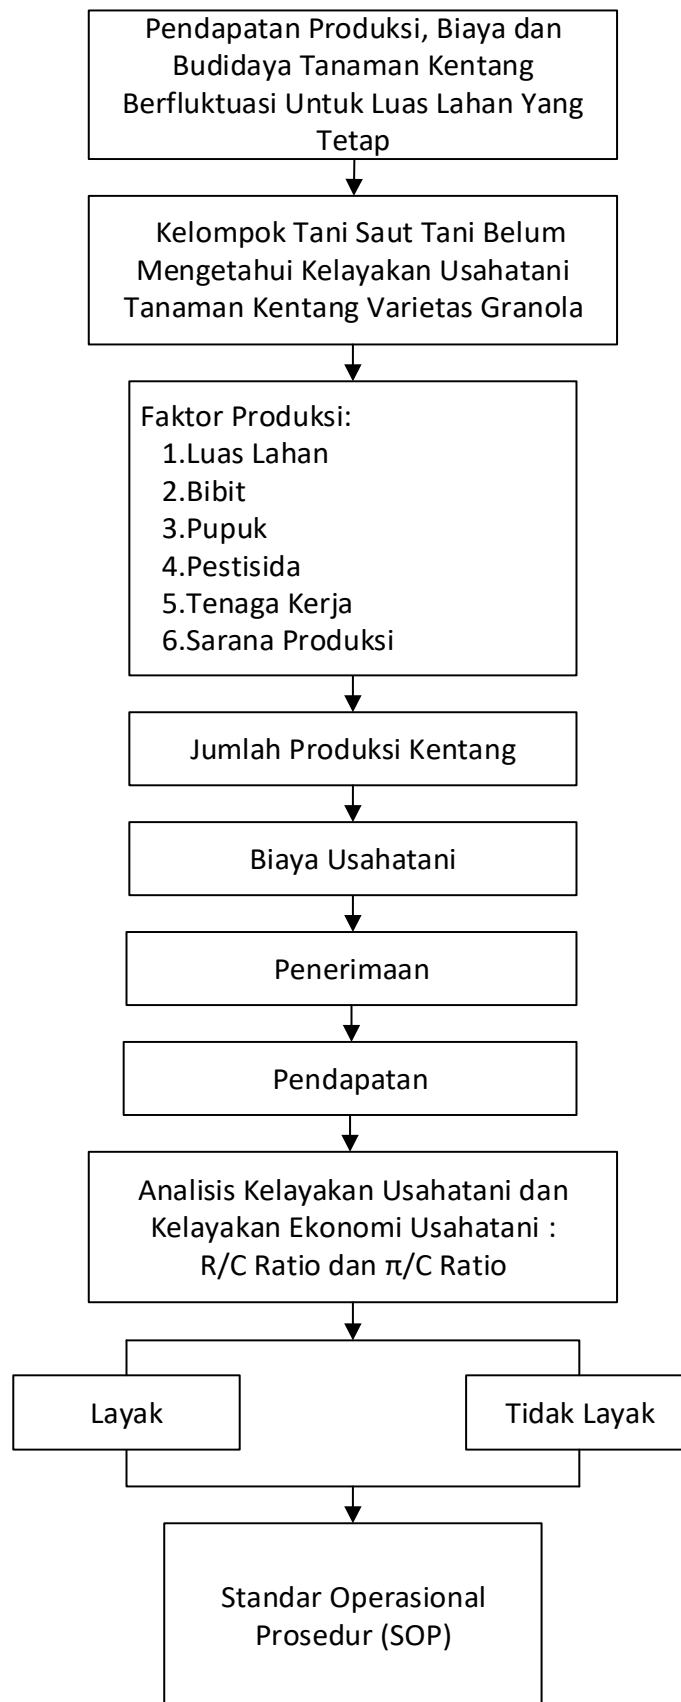 Pendapatan Produksi, Biaya dan
Budidaya Tanaman Kentang
Berfluktuasi Untuk Luas Lahan Yang
Tetap
Kelompok Tani Saut Tani Belum
Mengetahui Kelayakan Usahatani
Tanaman Kentang Varietas Granola
Faktor Produksi:
1.Luas Lahan
2.Bibit
3.Pupuk
4.Pestisida
5.Tenaga Kerja
6.Sarana Produksi
Jumlah Produksi Kentang
Biaya Usahatani
Penerimaan
Pendapatan
Analisis Kelayakan Usahatani dan
Kelayakan Ekonomi Usahatani :
R/C Ratio dan π/C Ratio
Layak
Tidak Layak
Standar Operasional
Prosedur (SOP)